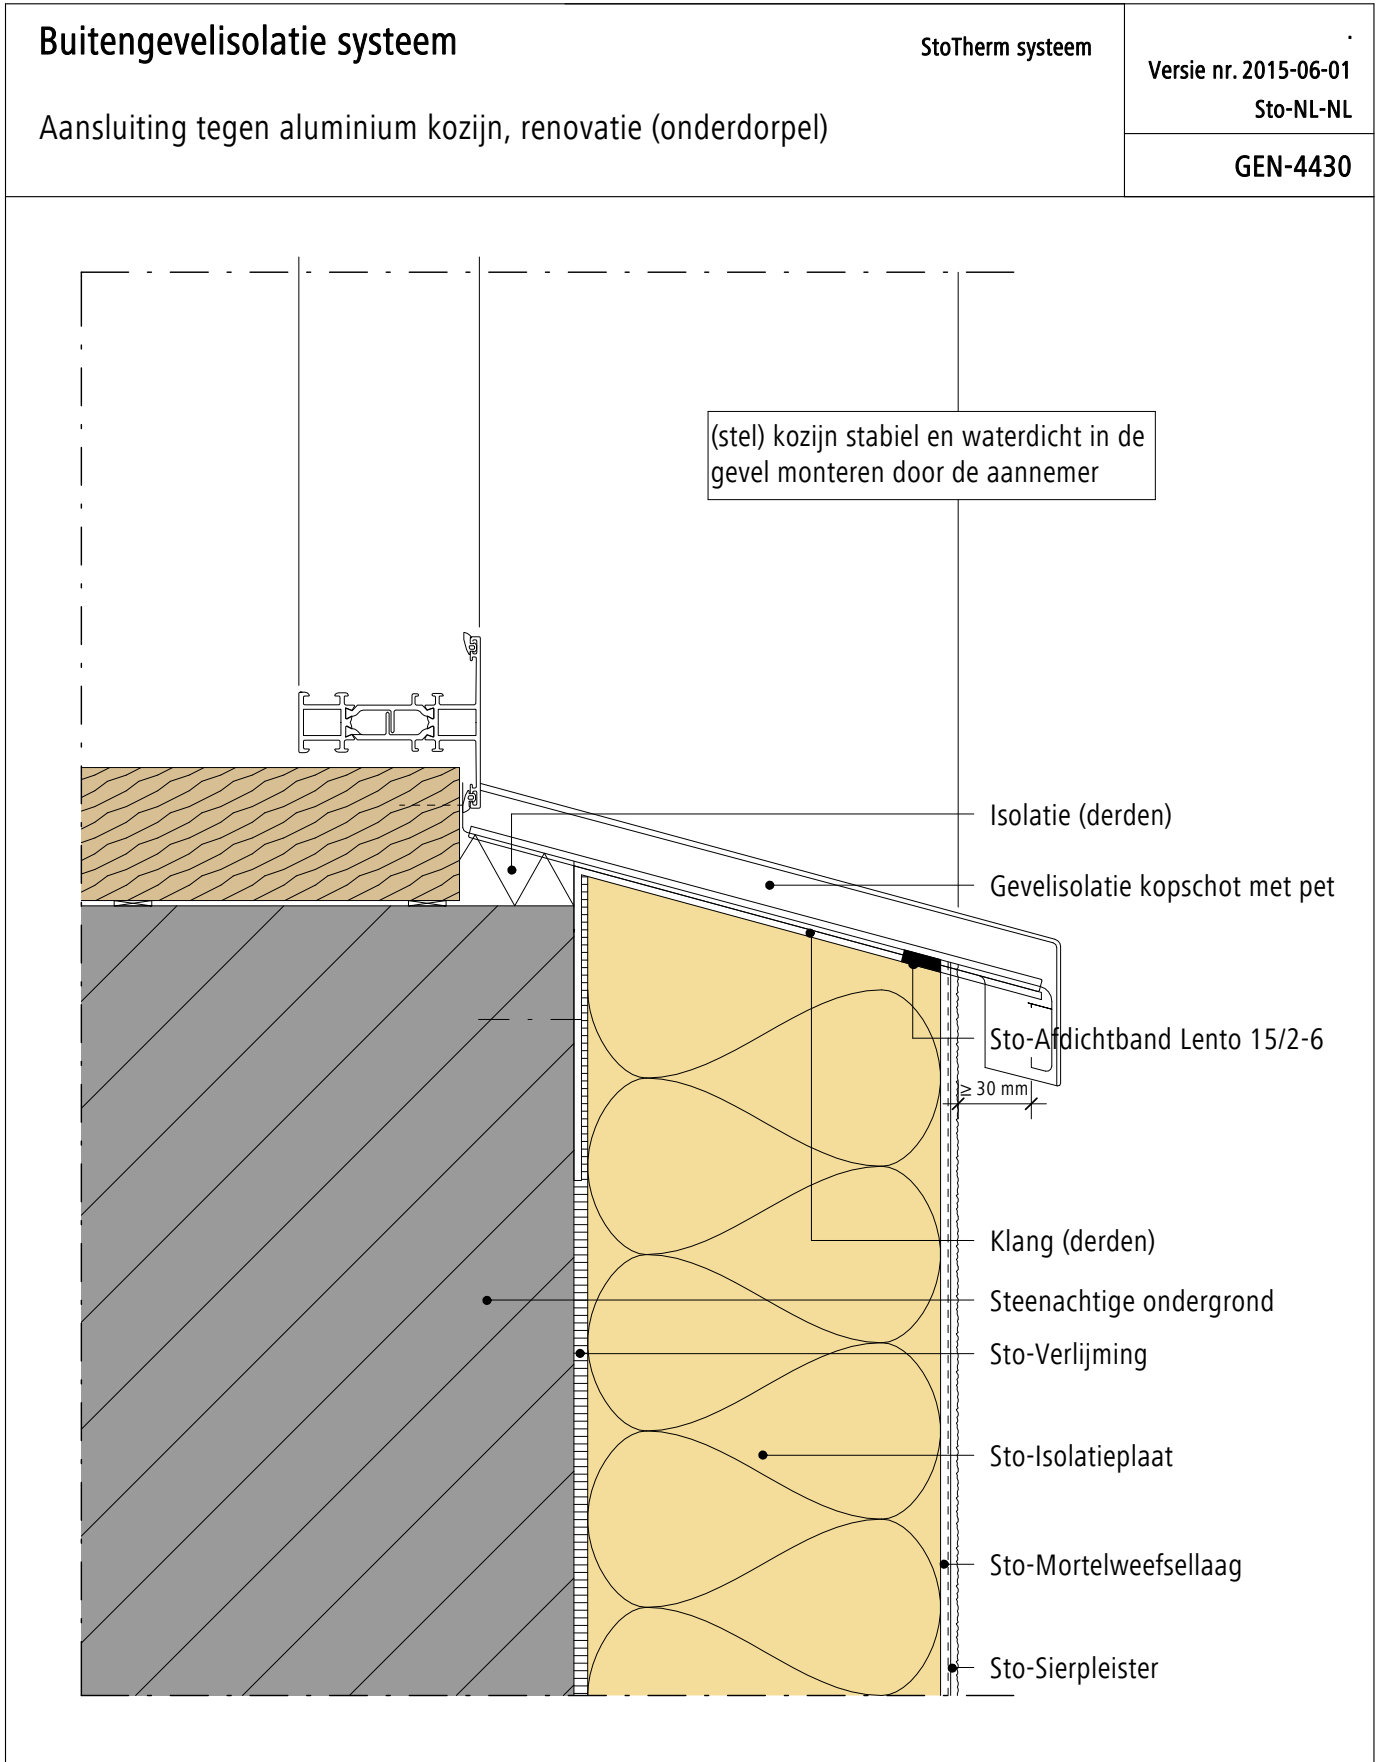 Buitengevelisolatie systeem
StoTherm systeem
.
Versie nr. 2015-06-01
Sto-NL-NL
Aansluiting tegen aluminium kozijn, renovatie (onderdorpel)
GEN-4430
(stel) kozijn stabiel en waterdicht in de
gevel monteren door de aannemer
Isolatie (derden)
Gevelisolatie kopschot met pet
Sto-Afdichtband Lento 15/2-6
≥ 30 mm
Klang (derden)
Steenachtige ondergrond
Sto-Verlijming
Sto-Isolatieplaat
Sto-Mortelweefsellaag
Sto-Sierpleister